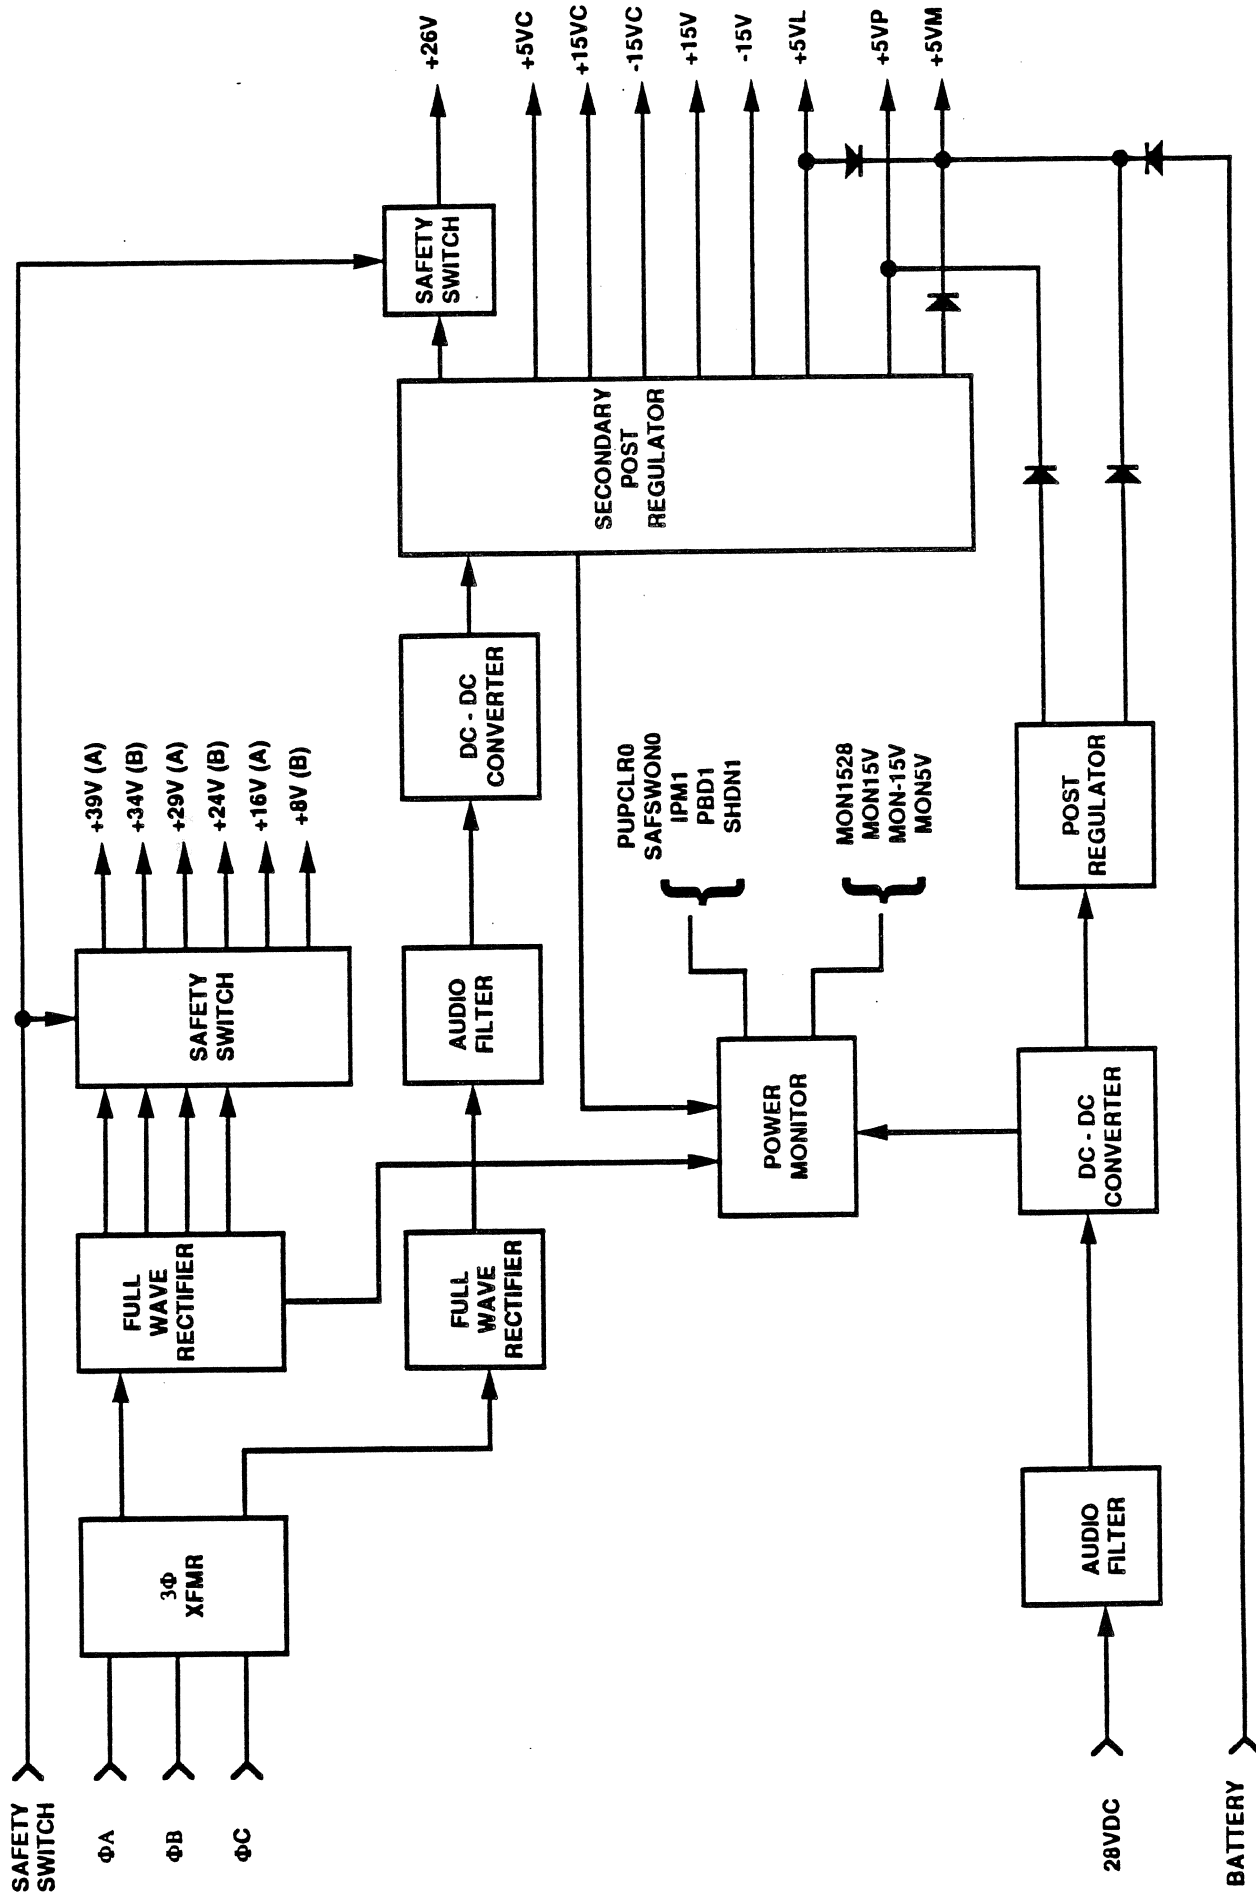 SAFETY
SWITCH
ΦA
ΦB
ΦC
28VDC
BATTERY
3Φ
XFMR
FULL
WAVE
RECTIFIER
SAFETY
SWITCH
+39V (A)
+34V (B)
+29V (A)
+24V (B)
+16V (A)
+8V (B)
FULL
WAVE
RECTIFIER
AUDIO
FILTER
DC - DC
CONVERTER
SECONDARY
POST
REGULATOR
SAFETY
SWITCH
+26V
+5VC
+15VC
-15VC
+15V
-15V
+5VL
+5VP
+5VM
POWER
MONITOR
PUPCLR0
SAFSWON0
IPM1
PBD1
SHDN1
MON1528
MON15V
MON-15V
MON5V
AUDIO
FILTER
DC - DC
CONVERTER
POST
REGULATOR